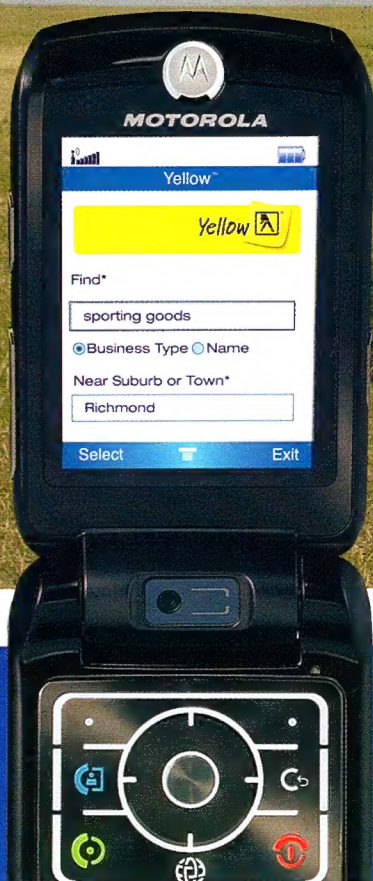 MOTOROLA
Yellow™
Yellow
Find*
sporting goods
Business Type Name
Near Suburb or Town*
Richmond
Select Exit